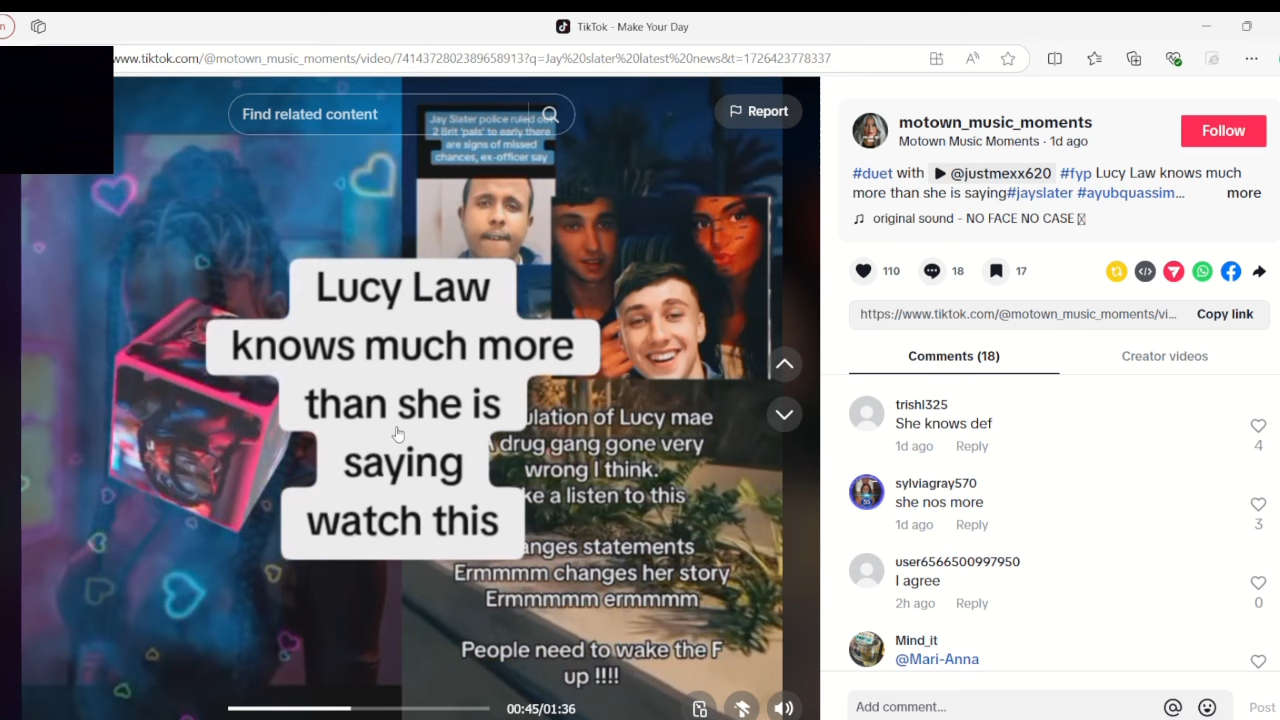 TikTok - Make Your Day
www.tiktok.com/@motown_music_moments/video/7414372802389658913?q=Jay%20slater%20latest%20news&t=1726423778337
Find related content
Report
Jay Slater police ruled out
2 Brit 'pals' to early there
are signs of missed
chances, ex-officer say
Lucy Law
knows much more
than she is
saying
watch this
ulation of Lucy mae
drug gang gone very
wrong I think.
ke a listen to this
anges statements
Ermmmm changes her story
Ermmmmm ermmmm
People need to wake the F
up !!!!
00:45/01:36
motown_music_moments
Motown Music Moments · 1d ago
Follow
#duet with @justmexx620 #fyp Lucy Law knows much
more than she is saying#jayslater #ayubquassim... more
original sound - NO FACE NO CASE
110 18 17
https://www.tiktok.com/@motown_music_moments/vi... Copy link
Comments (18) Creator videos
trishl325
She knows def
1d ago Reply
4
sylviagray570
she nos more
1d ago Reply
3
user6566500997950
I agree
2h ago Reply
0
Mind_it
@Mari-Anna
Add comment... Post